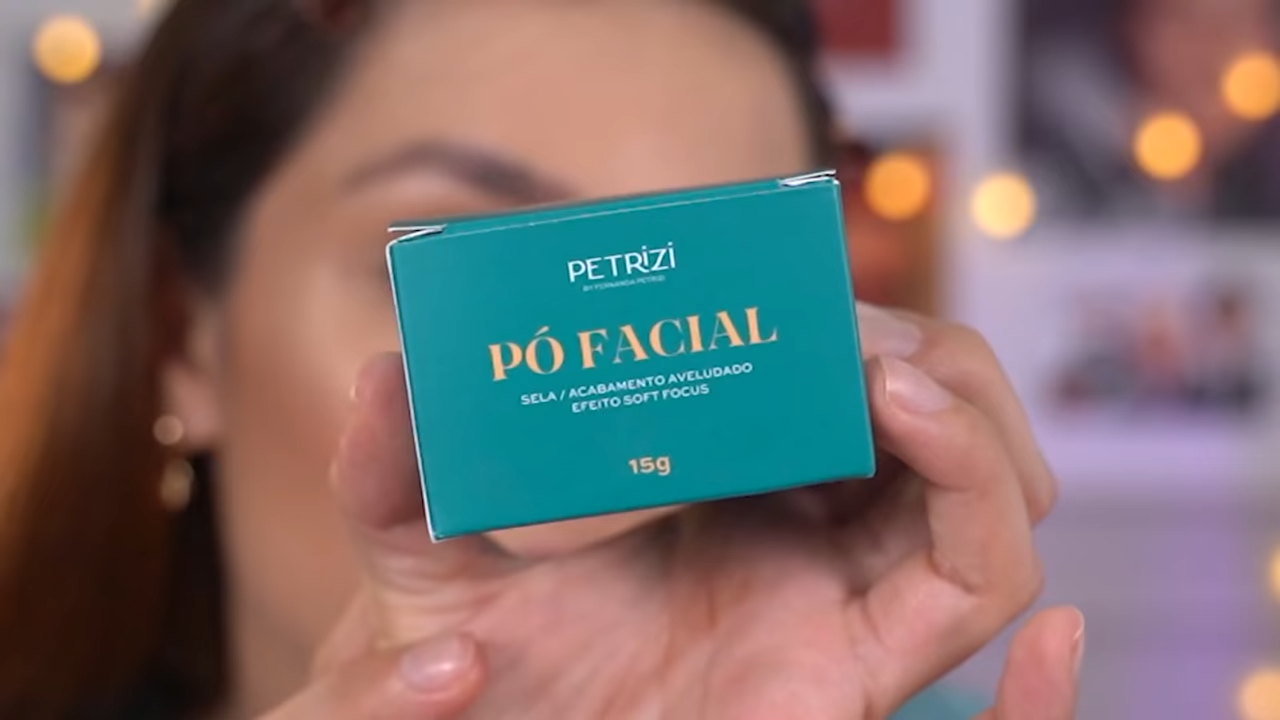 PETRIZI
BY FERNANDA PETRIZI
PÓ FACIAL
SELA / ACABAMENTO AVELUDADO
EFEITO SOFT FOCUS
15g